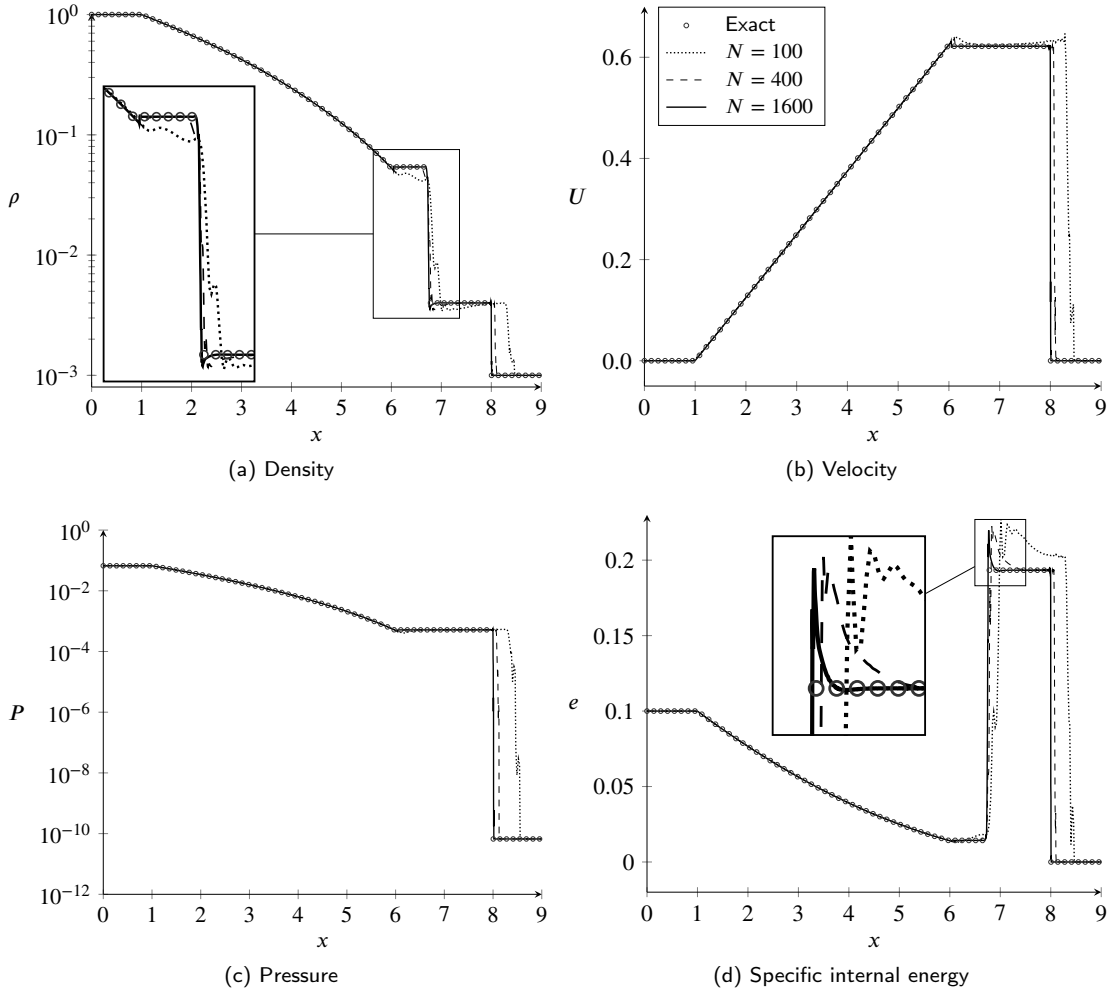 10^0
10^−1
10^−2
10^−3
ρ
0 1 2 3 4 5 6 7 8 9
x
(a) Density
Exact
N = 100
N = 400
N = 1600
0.6
0.4
0.2
0.0
U
0 1 2 3 4 5 6 7 8 9
x
(b) Velocity
10^0
10^−2
10^−4
10^−6
10^−8
10^−10
10^−12
P
0 1 2 3 4 5 6 7 8 9
x
(c) Pressure
0.2
0.15
0.1
0.05
0
e
0 1 2 3 4 5 6 7 8 9
x
(d) Specific internal energy